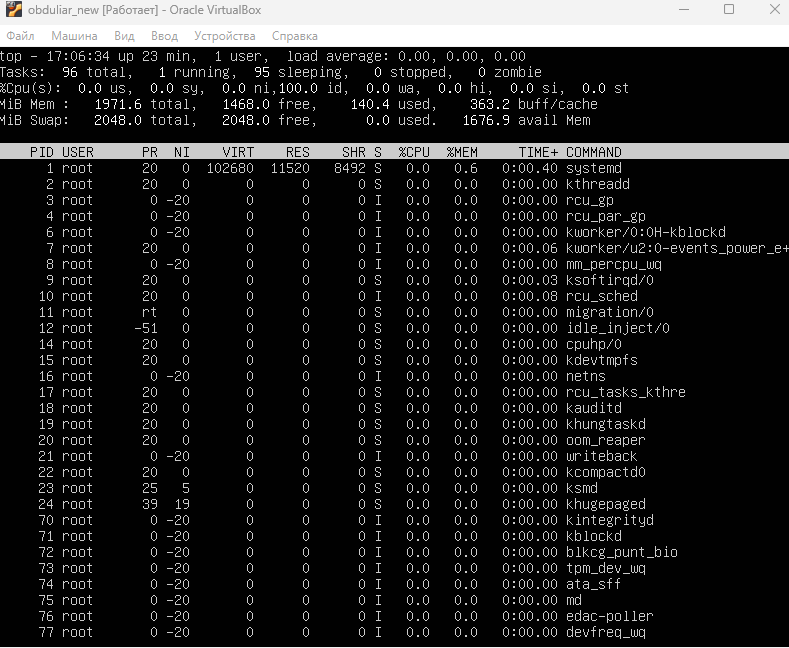 obduliar_new [Работает] - Oracle VirtualBox
Файл Машина Вид Ввод Устройства Справка
top - 17:06:34 up 23 min, 1 user, load average: 0.00, 0.00, 0.00
Tasks: 96 total, 1 running, 95 sleeping, 0 stopped, 0 zombie
%Cpu(s): 0.0 us, 0.0 sy, 0.0 ni,100.0 id, 0.0 wa, 0.0 hi, 0.0 si, 0.0 st
MiB Mem : 1971.6 total, 1468.0 free, 140.4 used, 363.2 buff/cache
MiB Swap: 2048.0 total, 2048.0 free, 0.0 used. 1676.9 avail Mem
PID USER PR NI VIRT RES SHR S %CPU %MEM TIME+ COMMAND
1 root 20 0 102680 11520 8492 S 0.0 0.6 0:00.40 systemd
2 root 20 0 0 0 0 S 0.0 0.0 0:00.00 kthreadd
3 root 0 -20 0 0 0 I 0.0 0.0 0:00.00 rcu_gp
4 root 0 -20 0 0 0 I 0.0 0.0 0:00.00 rcu_par_gp
6 root 0 -20 0 0 0 I 0.0 0.0 0:00.00 kworker/0:0H-kblockd
7 root 20 0 0 0 0 I 0.0 0.0 0:00.06 kworker/u2:0-events_power_e+
8 root 0 -20 0 0 0 I 0.0 0.0 0:00.00 mm_percpu_wq
9 root 20 0 0 0 0 S 0.0 0.0 0:00.03 ksoftirqd/0
10 root 20 0 0 0 0 I 0.0 0.0 0:00.08 rcu_sched
11 root rt 0 0 0 0 S 0.0 0.0 0:00.00 migration/0
12 root -51 0 0 0 0 S 0.0 0.0 0:00.00 idle_inject/0
14 root 20 0 0 0 0 S 0.0 0.0 0:00.00 cpuhp/0
15 root 20 0 0 0 0 S 0.0 0.0 0:00.00 kdevtmpfs
16 root 0 -20 0 0 0 I 0.0 0.0 0:00.00 netns
17 root 20 0 0 0 0 S 0.0 0.0 0:00.00 rcu_tasks_kthre
18 root 20 0 0 0 0 S 0.0 0.0 0:00.00 kauditd
19 root 20 0 0 0 0 S 0.0 0.0 0:00.00 khungtaskd
20 root 20 0 0 0 0 S 0.0 0.0 0:00.00 oom_reaper
21 root 0 -20 0 0 0 I 0.0 0.0 0:00.00 writeback
22 root 20 0 0 0 0 S 0.0 0.0 0:00.00 kcompactd0
23 root 25 5 0 0 0 S 0.0 0.0 0:00.00 ksmd
24 root 39 19 0 0 0 S 0.0 0.0 0:00.00 khugepaged
70 root 0 -20 0 0 0 I 0.0 0.0 0:00.00 kintegrityd
71 root 0 -20 0 0 0 I 0.0 0.0 0:00.00 kblockd
72 root 0 -20 0 0 0 I 0.0 0.0 0:00.00 blkcg_punt_bio
73 root 0 -20 0 0 0 I 0.0 0.0 0:00.00 tpm_dev_wq
74 root 0 -20 0 0 0 I 0.0 0.0 0:00.00 ata_sff
75 root 0 -20 0 0 0 I 0.0 0.0 0:00.00 md
76 root 0 -20 0 0 0 I 0.0 0.0 0:00.00 edac-poller
77 root 0 -20 0 0 0 I 0.0 0.0 0:00.00 devfreq_wq